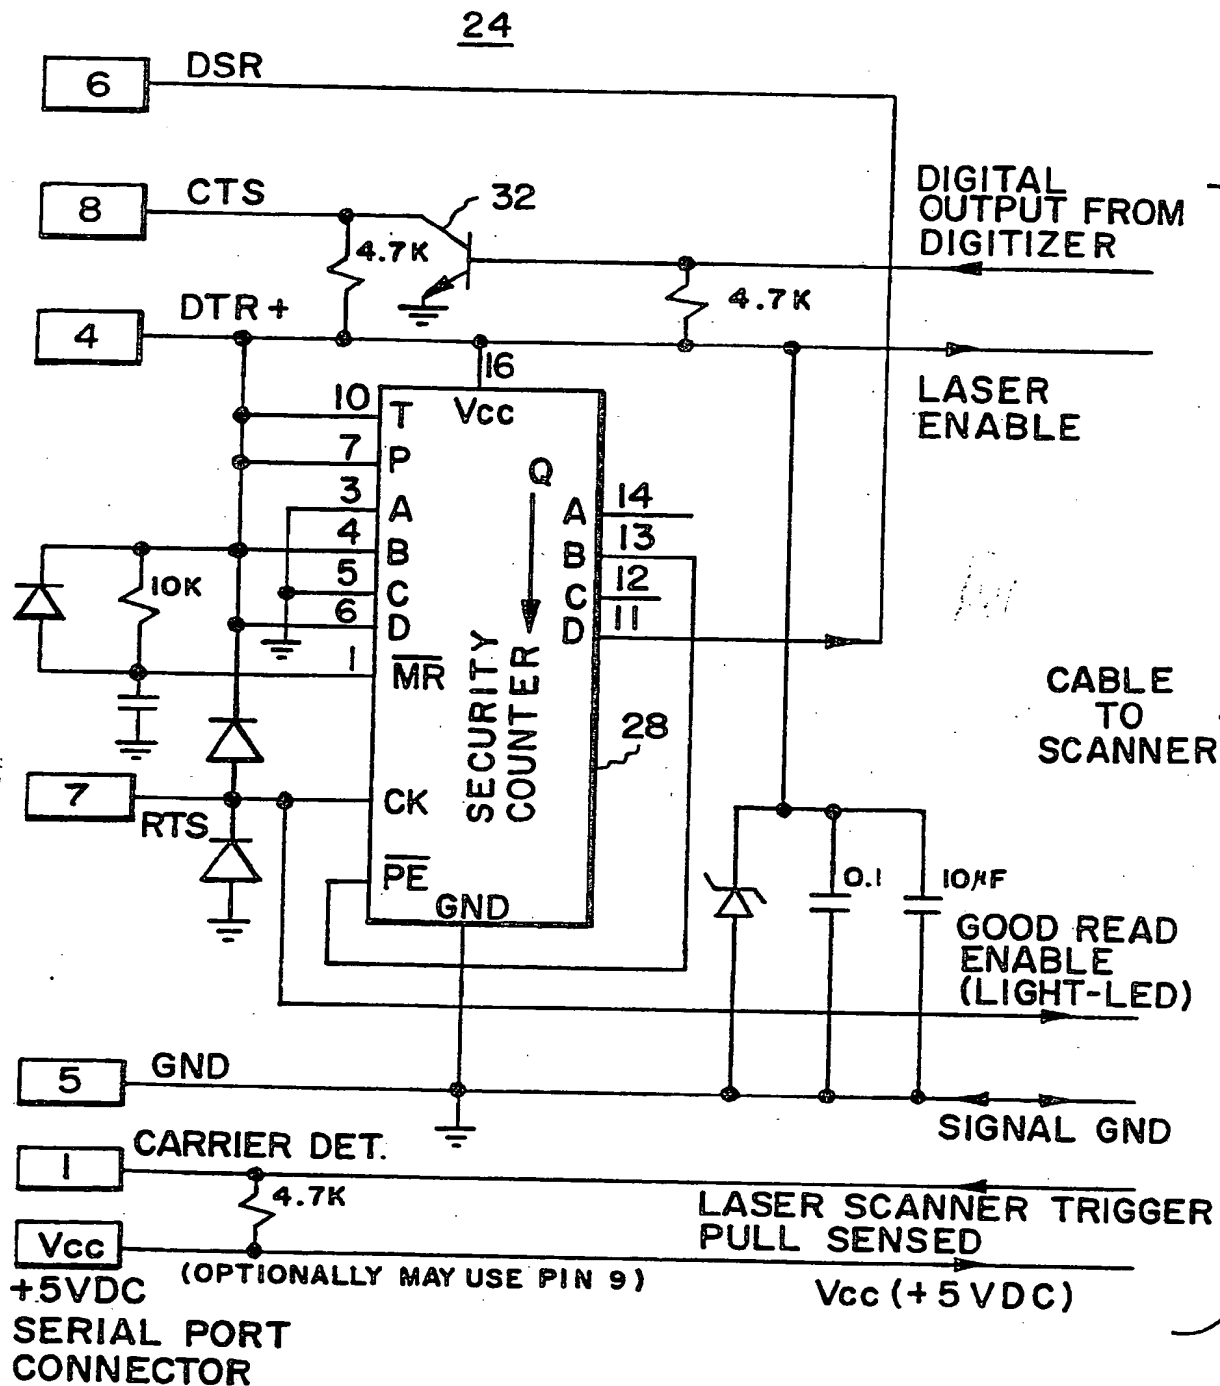 24
6 DSR
8 CTS
32
DIGITAL
OUTPUT FROM
DIGITIZER
4.7K
4.7K
4 DTR+
LASER
ENABLE
16
Vcc
10 T
7 P
3 A
4 B
5 C
6 D
1 MR
Q
A 14
B 13
C 12
D 11
10K
SECURITY
COUNTER
28
CABLE
TO
SCANNER
7 RTS
CK
PE
GND
0.1
10µF
GOOD READ
ENABLE
(LIGHT-LED)
5 GND
SIGNAL GND
1 CARRIER DET.
4.7K
LASER SCANNER TRIGGER
PULL SENSED
Vcc
+5VDC
(OPTIONALLY MAY USE PIN 9)
Vcc (+5VDC)
SERIAL PORT
CONNECTOR